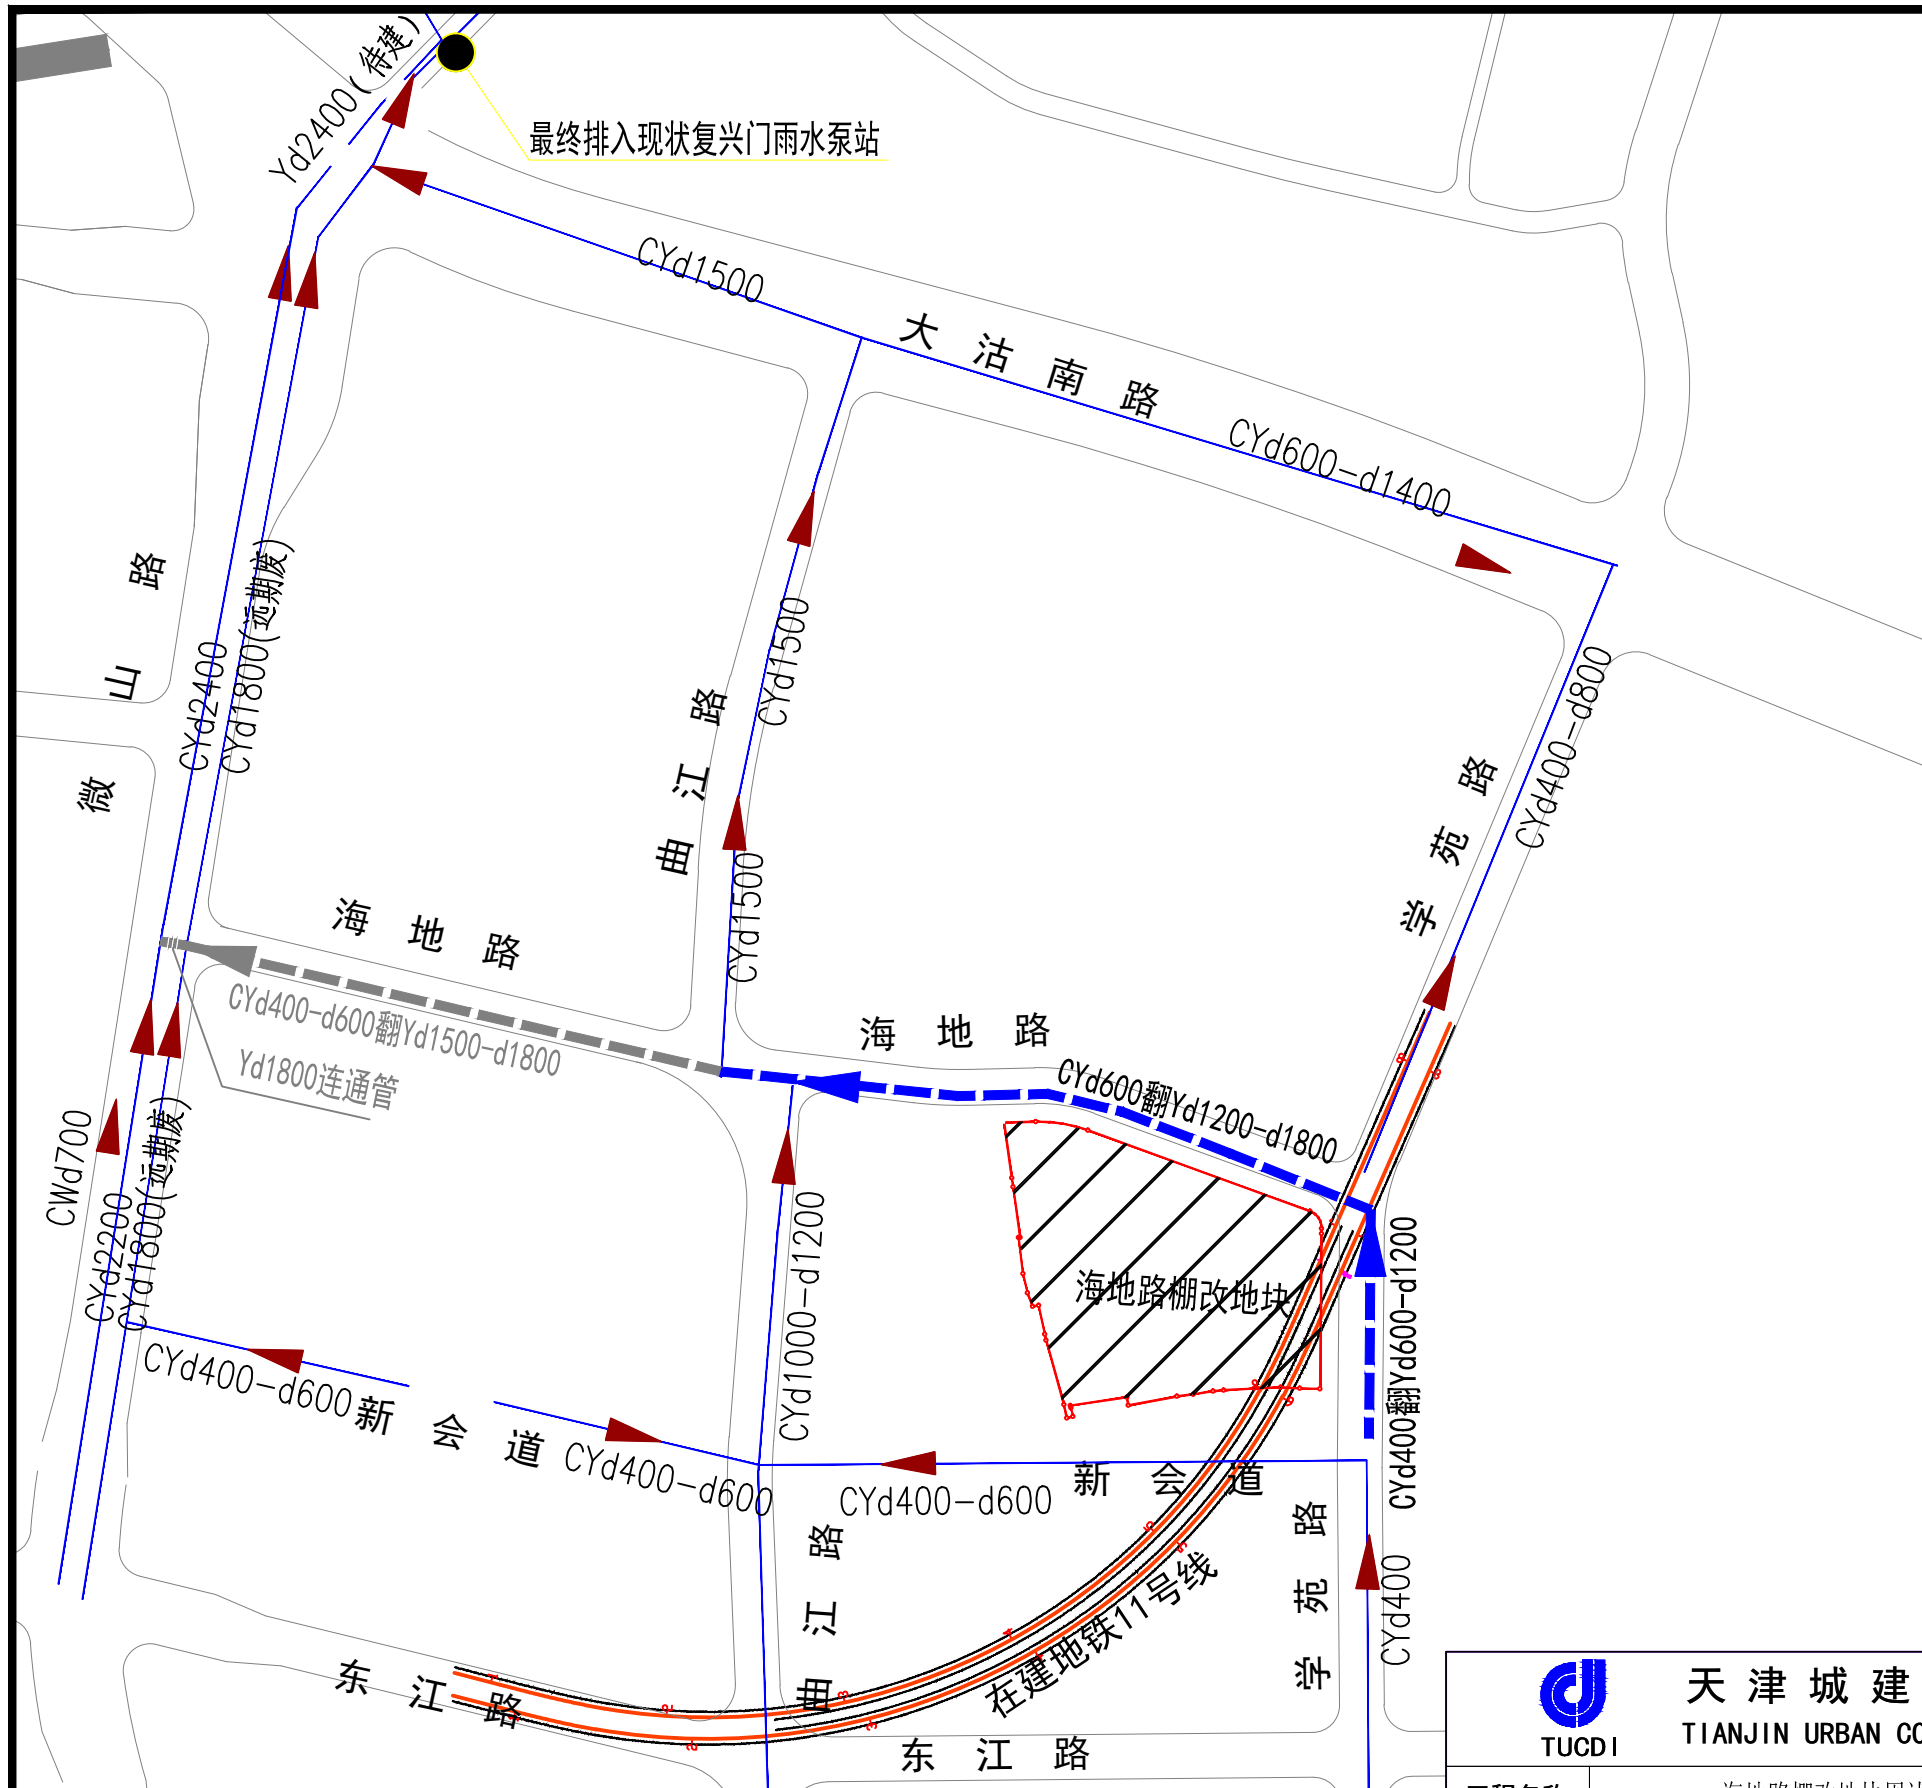 Yd2400(待建)
最终排入现状复兴门雨水泵站
CYd1500
大沽南路
CYd600-d1400
微山路
CYd2400
CYd1800(远期废)
曲江路
CYd1500
CYd1500
学苑路
CYd400-d800
海地路
CYd400-d600翻Yd1500-d1800
Yd1800连通管
海地路
CYd600翻Yd1200-d1800
CWd700
CYd2200
CYd1800(远期废)
CYd1000-d1200
海地路棚改地块
CYd400翻Yd600-d1200
CYd400-d600
新会道
CYd400-d600
CYd400-d600
新会道
曲江路
在建地铁11号线
学苑路
CYd400
东江路
东江路
TUCDI
天津城建
TIANJIN URBAN CO